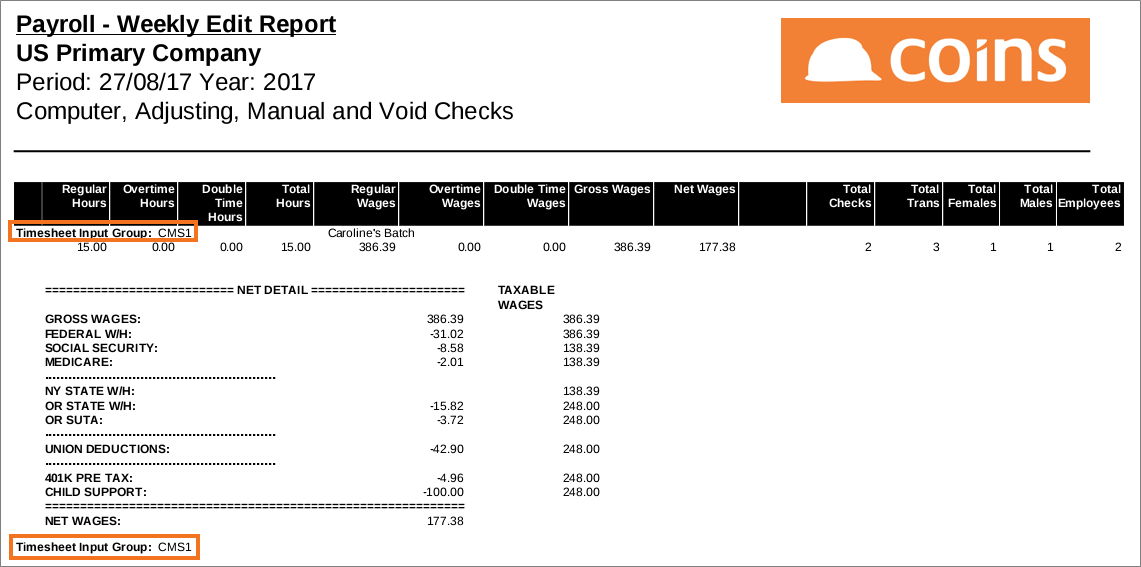 Payroll - Weekly Edit Report
US Primary Company
Period: 27/08/17 Year: 2017
Computer, Adjusting, Manual and Void Checks
coins
Regular Hours Overtime Hours Double Time Hours Total Hours Regular Wages Overtime Wages Double Time Wages Gross Wages Net Wages Total Checks Total Trans Total Females Total Males Total Employees
Timesheet Input Group: CMS1 Caroline's Batch
15.00 0.00 0.00 15.00 386.39 0.00 0.00 386.39 177.38 2 3 1 1 2
=========================== NET DETAIL ====================== TAXABLE
WAGES
GROSS WAGES: 386.39 386.39
FEDERAL W/H: -31.02 386.39
SOCIAL SECURITY: -8.58 138.39
MEDICARE: -2.01 138.39
NY STATE W/H: 138.39
OR STATE W/H: -15.82 248.00
OR SUTA: -3.72 248.00
UNION DEDUCTIONS: -42.90 248.00
401K PRE TAX: -4.96 248.00
CHILD SUPPORT: -100.00 248.00
============================================================
NET WAGES: 177.38
Timesheet Input Group: CMS1